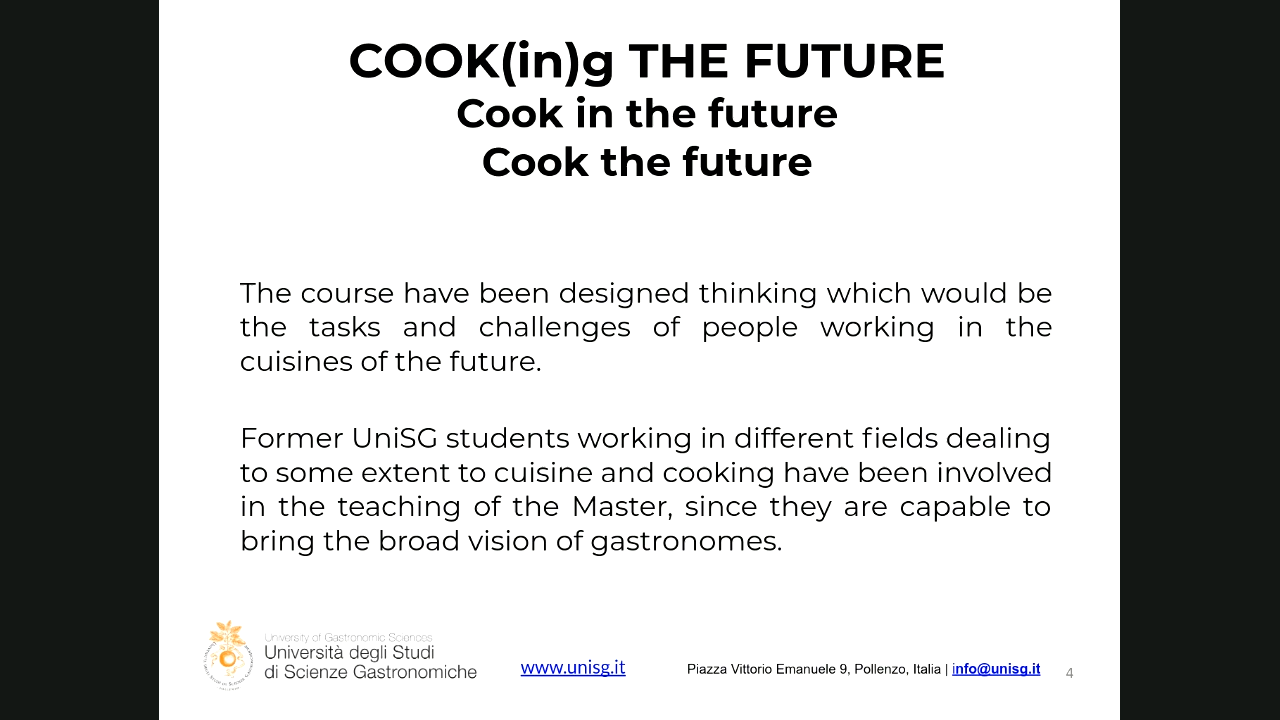 COOK(in)g THE FUTURE
Cook in the future
Cook the future
The course have been designed thinking which would be
the tasks and challenges of people working in the
cuisines of the future.
Former UniSG students working in different fields dealing
to some extent to cuisine and cooking have been involved
in the teaching of the Master, since they are capable to
bring the broad vision of gastronomes.
University of Gastronomic Sciences
Università degli Studi
di Scienze Gastronomiche
www.unisg.it
Piazza Vittorio Emanuele 9, Pollenzo, Italia | info@unisg.it
4